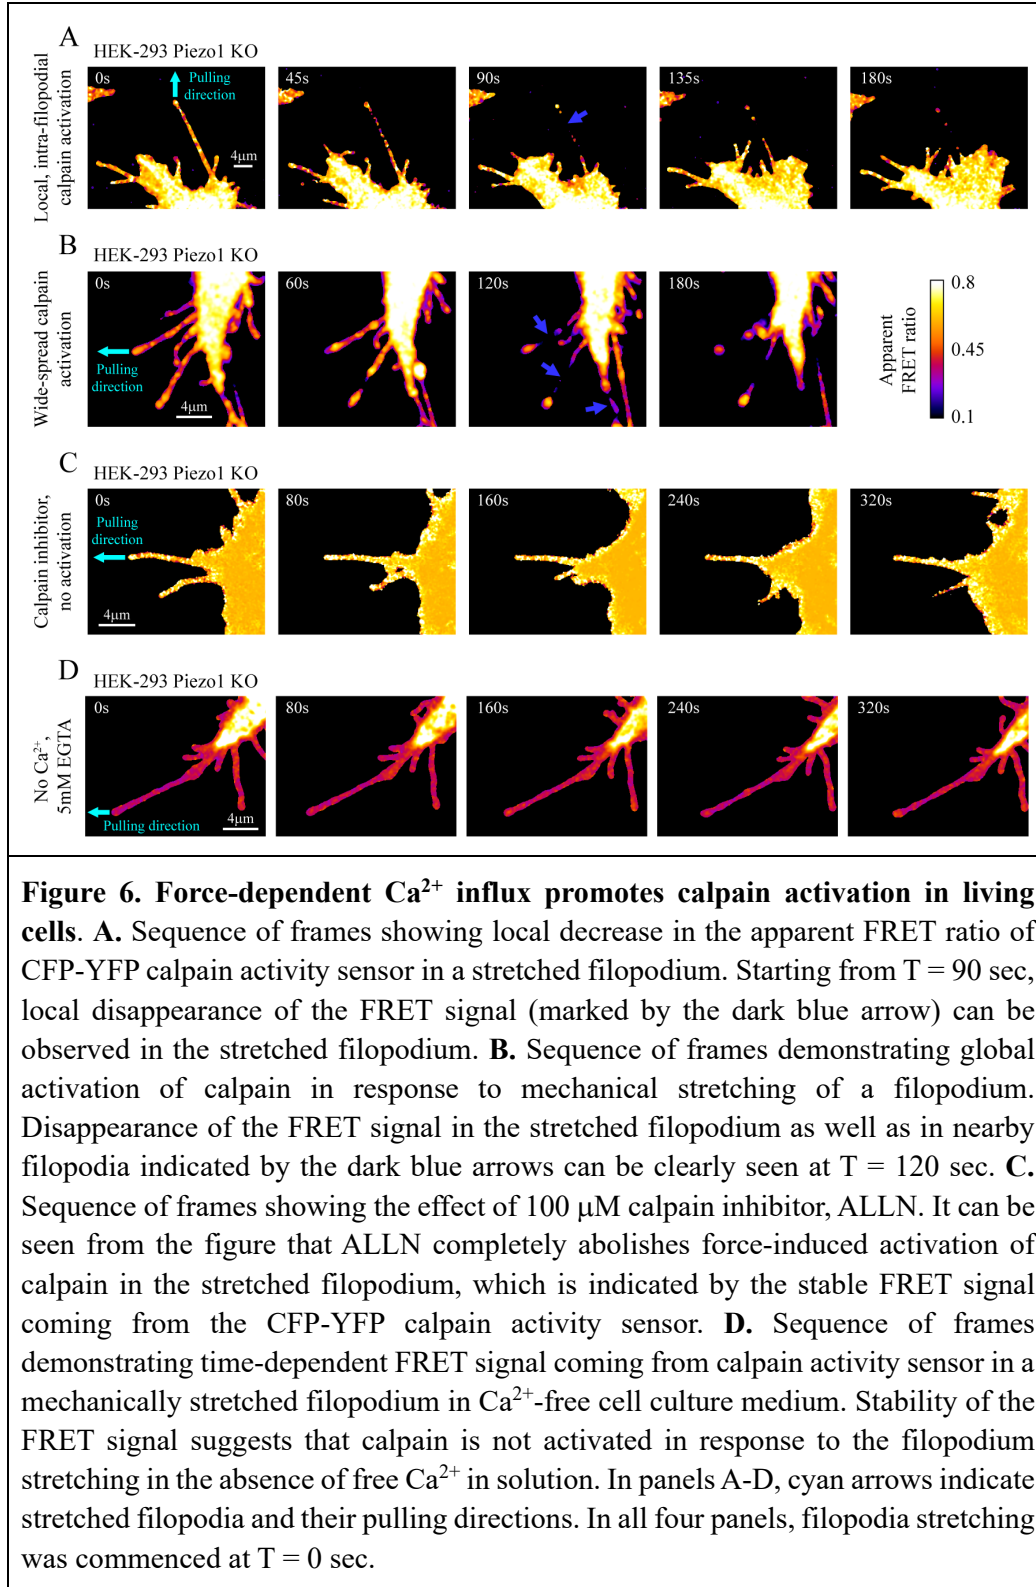 A
HEK-293 Piezo1 KO
Local, intra-filopodial
calpain activation
0s
Pulling
direction
4μm
45s
90s
135s
180s
B
HEK-293 Piezo1 KO
Wide-spread calpain
activation
0s
Pulling
direction
4μm
60s
120s
180s
Apparent
FRET ratio
0.8
0.45
0.1
C
HEK-293 Piezo1 KO
Calpain inhibitor,
no activation
0s
Pulling
direction
4μm
80s
160s
240s
320s
D
HEK-293 Piezo1 KO
No Ca²⁺,
5mM EGTA
0s
Pulling direction
4μm
80s
160s
240s
320s
Figure 6. Force-dependent Ca²⁺ influx promotes calpain activation in living
cells. A. Sequence of frames showing local decrease in the apparent FRET ratio of
CFP-YFP calpain activity sensor in a stretched filopodium. Starting from T = 90 sec,
local disappearance of the FRET signal (marked by the dark blue arrow) can be
observed in the stretched filopodium. B. Sequence of frames demonstrating global
activation of calpain in response to mechanical stretching of a filopodium.
Disappearance of the FRET signal in the stretched filopodium as well as in nearby
filopodia indicated by the dark blue arrows can be clearly seen at T = 120 sec. C.
Sequence of frames showing the effect of 100 μM calpain inhibitor, ALLN. It can be
seen from the figure that ALLN completely abolishes force-induced activation of
calpain in the stretched filopodium, which is indicated by the stable FRET signal
coming from the CFP-YFP calpain activity sensor. D. Sequence of frames
demonstrating time-dependent FRET signal coming from calpain activity sensor in a
mechanically stretched filopodium in Ca²⁺-free cell culture medium. Stability of the
FRET signal suggests that calpain is not activated in response to the filopodium
stretching in the absence of free Ca²⁺ in solution. In panels A-D, cyan arrows indicate
stretched filopodia and their pulling directions. In all four panels, filopodia stretching
was commenced at T = 0 sec.